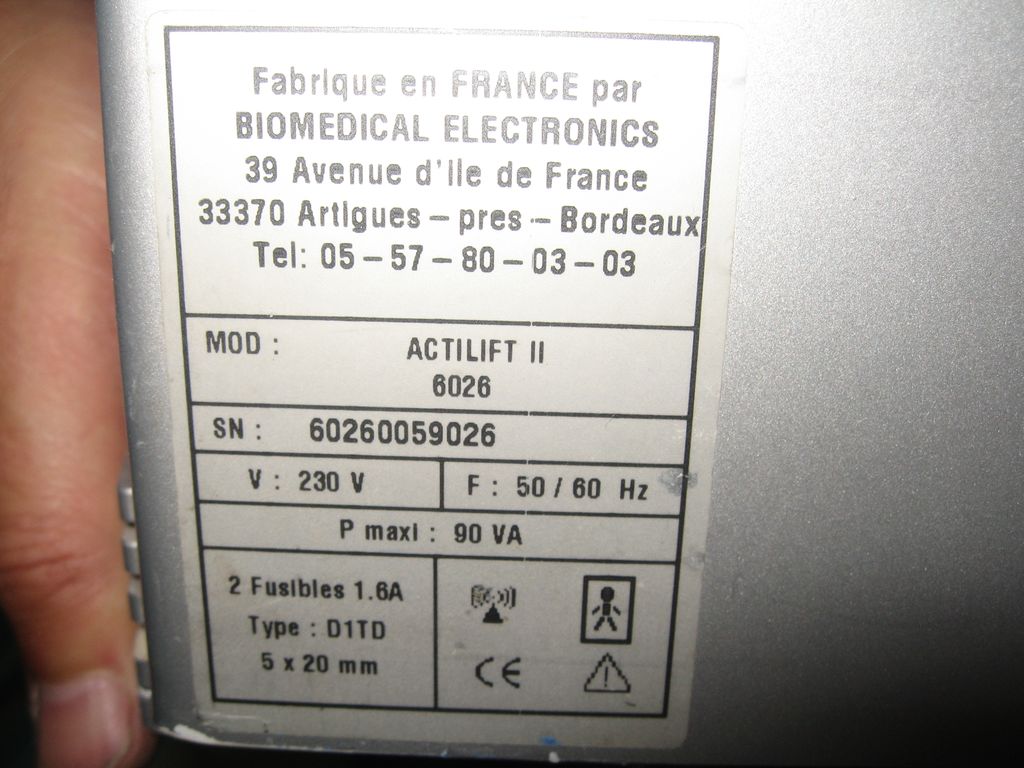 Fabrique en FRANCE par
BIOMEDICAL ELECTRONICS
39 Avenue d'Ile de France
33370 Artigues - pres - Bordeaux
Tel: 05 - 57 - 80 - 03 - 03
MOD : ACTILIFT II
6026
SN : 60260059026
V : 230 V F : 50 / 60 Hz
P maxi : 90 VA
2 Fusibles 1.6A
Type : D1TD
5 x 20 mm
CE